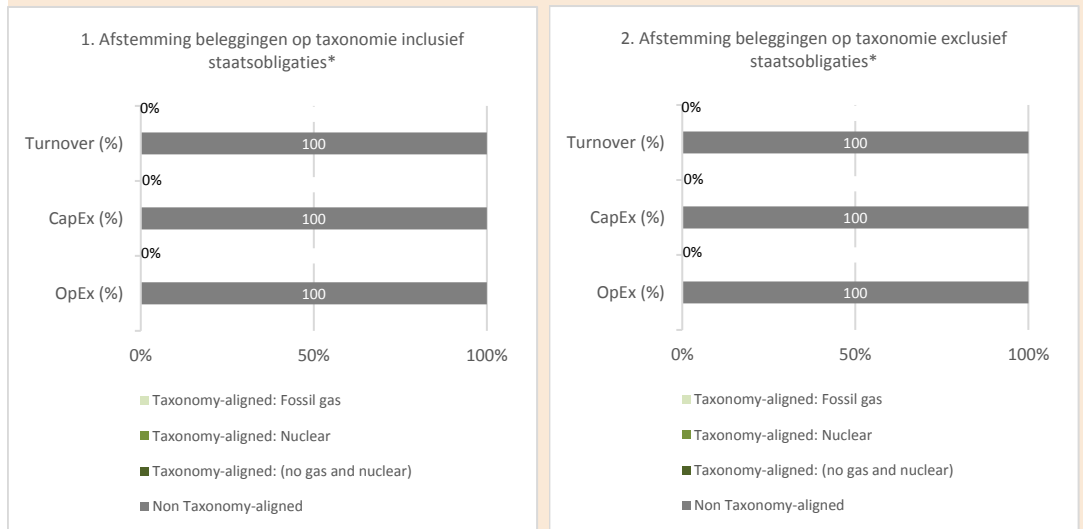 1. Afstemming beleggingen op taxonomie inclusief
staatsobligaties*
0%
Turnover (%)
100
0%
CapEx (%)
100
0%
OpEx (%)
100
0%
50%
100%
Taxonomy-aligned: Fossil gas
Taxonomy-aligned: Nuclear
Taxonomy-aligned: (no gas and nuclear)
Non Taxonomy-aligned
2. Afstemming beleggingen op taxonomie exclusief
staatsobligaties*
0%
Turnover (%)
100
0%
CapEx (%)
100
0%
OpEx (%)
100
0%
50%
100%
Taxonomy-aligned: Fossil gas
Taxonomy-aligned: Nuclear
Taxonomy-aligned: (no gas and nuclear)
Non Taxonomy-aligned